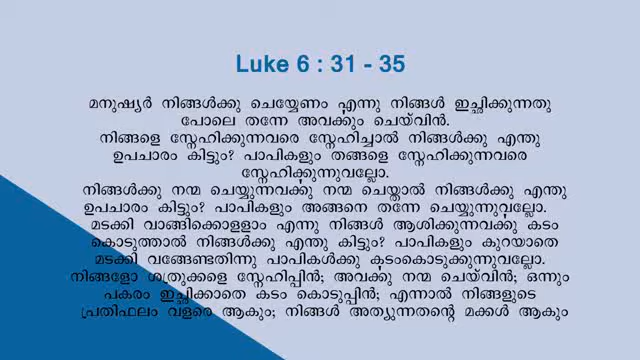 Luke 6 : 31 - 35
മനുഷ്യർ നിങ്ങൾക്കു ചെയ്യേണം എന്നു നിങ്ങൾ ഇച്ഛിക്കുന്നതു
പോലെ തന്നേ അവർക്കും ചെയ്‌വിൻ.
നിങ്ങളെ സ്നേഹിക്കുന്നവരെ സ്നേഹിച്ചാൽ നിങ്ങൾക്കു എന്തു
ഉപചാരം കിട്ടും? പാപികളും തങ്ങളെ സ്നേഹിക്കുന്നവരെ
സ്നേഹിക്കുന്നുവല്ലോ.
നിങ്ങൾക്കു നന്മ ചെയ്യുന്നവർക്കു നന്മ ചെയ്താൽ നിങ്ങൾക്കു എന്തു
ഉപചാരം കിട്ടും? പാപികളും അങ്ങനെ തന്നേ ചെയ്യുന്നുവല്ലോ.
മടക്കി വാങ്ങിക്കൊള്ളാം എന്നു നിങ്ങൾ ആശിക്കുന്നവർക്കു കടം
കൊടുത്താൽ നിങ്ങൾക്കു എന്തു കിട്ടും? പാപികളും കുറയാതെ
മടക്കി വങ്ങേണ്ടതിന്നു പാപികൾക്കു കടംകൊടുക്കുന്നുവല്ലോ.
നിങ്ങളോ ശത്രുക്കളെ സ്നേഹിപ്പിൻ; അവർക്കു നന്മ ചെയ്‌വിൻ; ഒന്നും
പകരം ഇച്ഛിക്കാതെ കടം കൊടുപ്പിൻ; എന്നാൽ നിങ്ങളുടെ
പ്രതിഫലം വളരെ ആകും; നിങ്ങൾ അത്യുന്നതന്റെ മക്കൾ ആകും